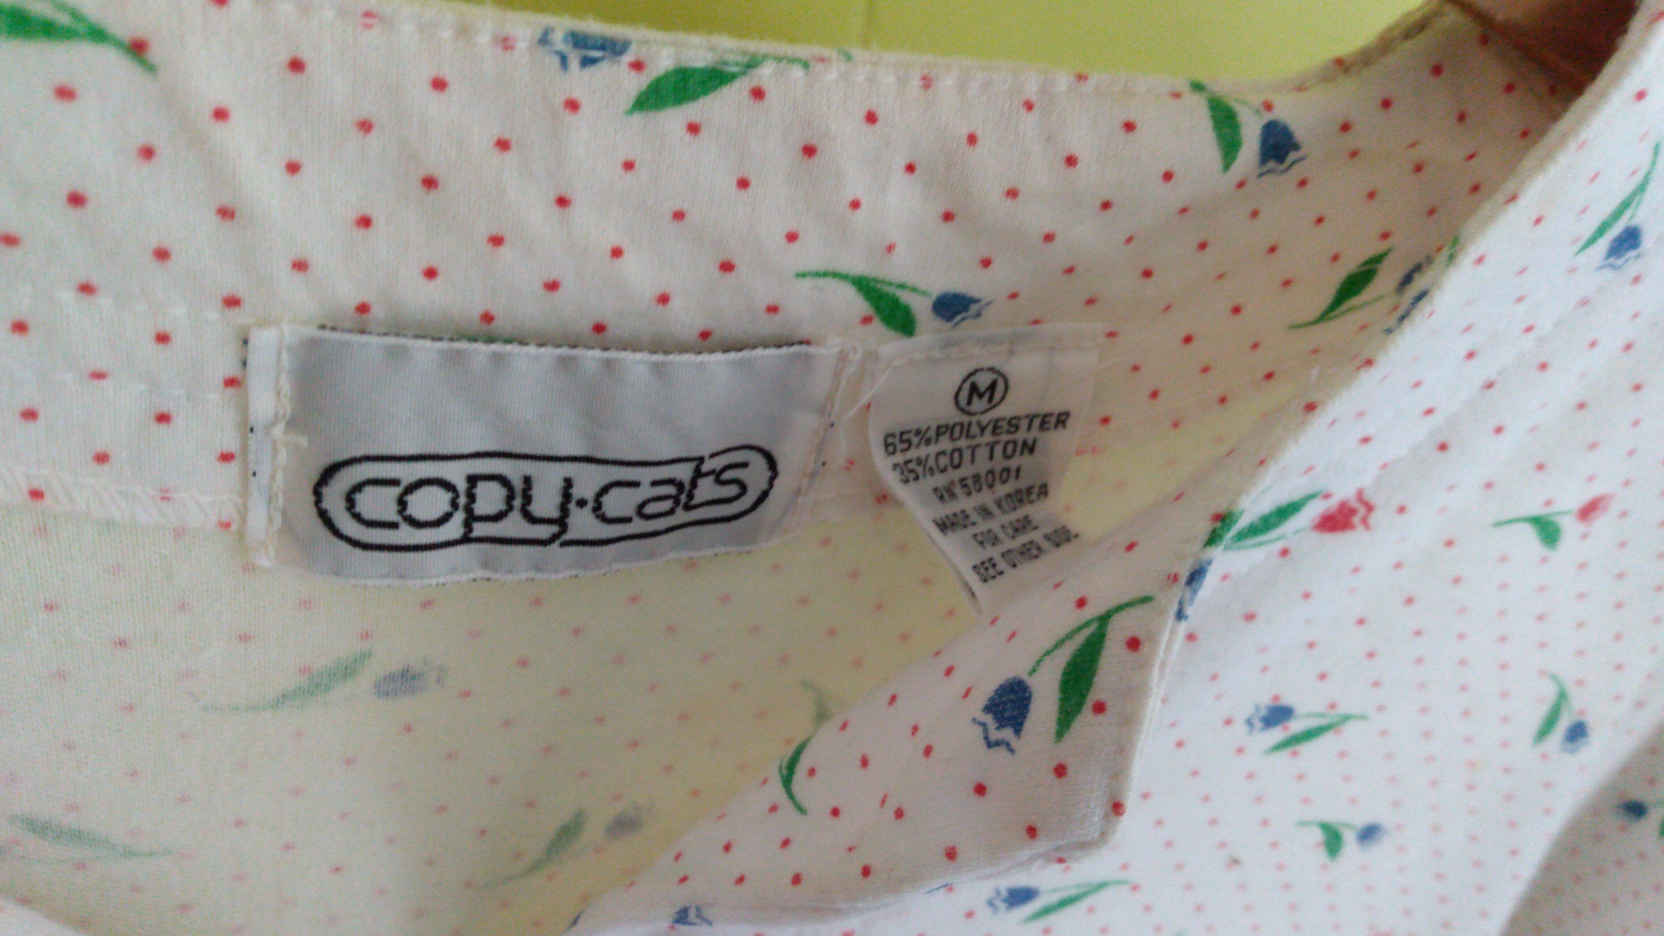 copy·cats
M
65%POLYESTER
35%COTTON
RN°58001
MADE IN KOREA
FOR CARE
SEE OTHER SIDE